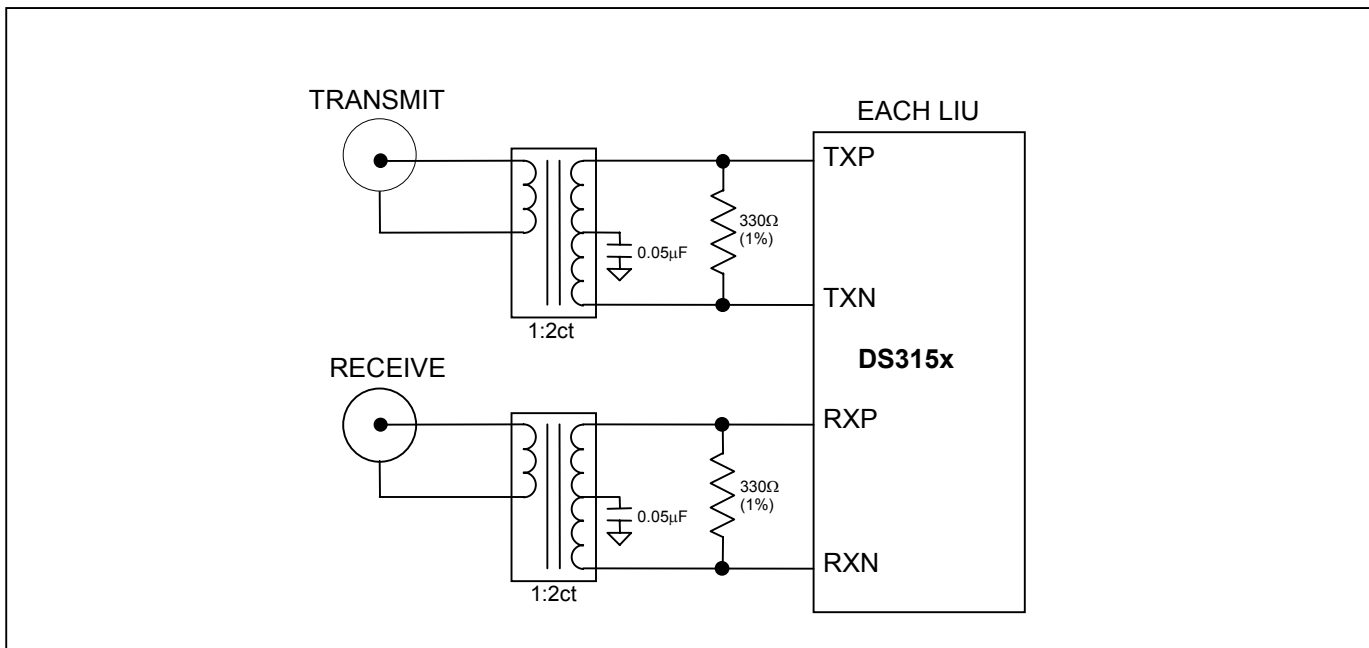 TRANSMIT
EACH LIU
TXP
330Ω
(1%)
0.05μF
TXN
1:2ct
DS315x
RECEIVE
RXP
330Ω
(1%)
0.05μF
RXN
1:2ct